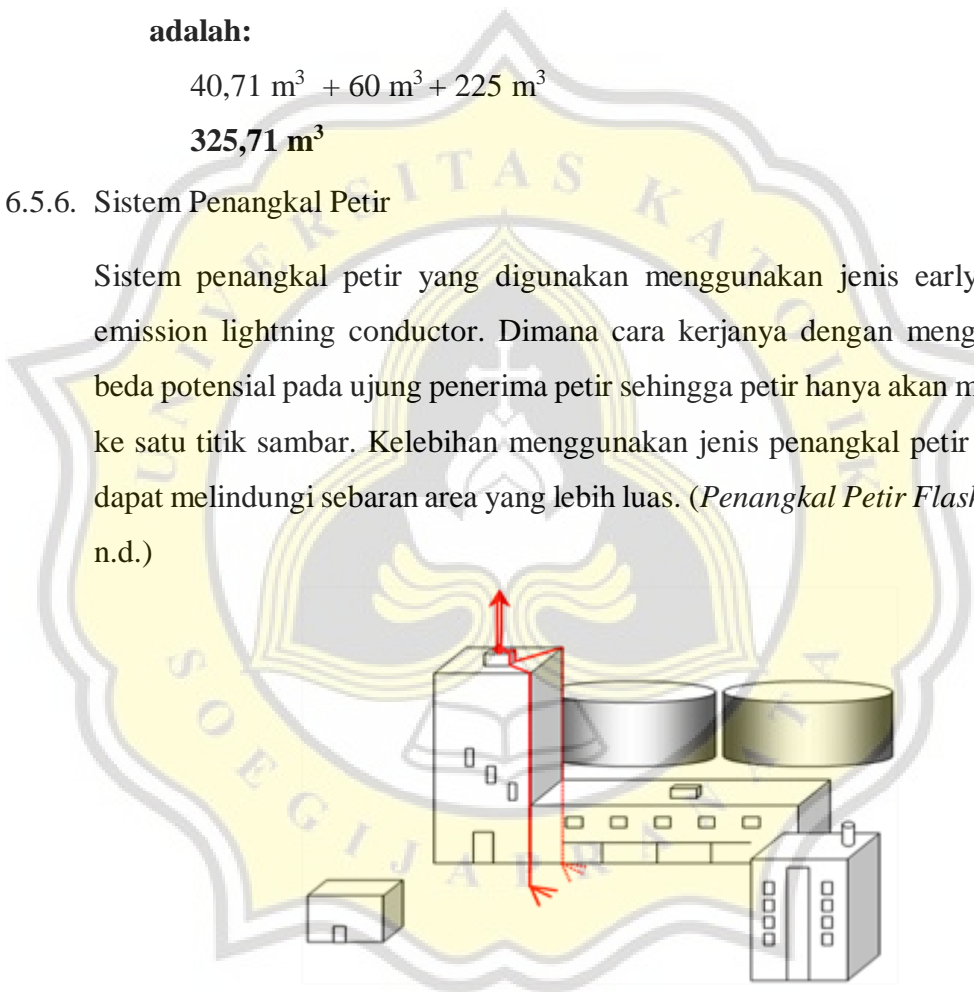 adalah:
40,71 m³ + 60 m³ + 225 m³
325,71 m³
6.5.6. Sistem Penangkal Petir
Sistem penangkal petir yang digunakan menggunakan jenis early
emission lightning conductor. Dimana cara kerjanya dengan meng
beda potensial pada ujung penerima petir sehingga petir hanya akan m
ke satu titik sambar. Kelebihan menggunakan jenis penangkal petir
dapat melindungi sebaran area yang lebih luas. (Penangkal Petir Flash
n.d.)
UNIVERSITAS KATOLIK
SOEGIJAPRANATA